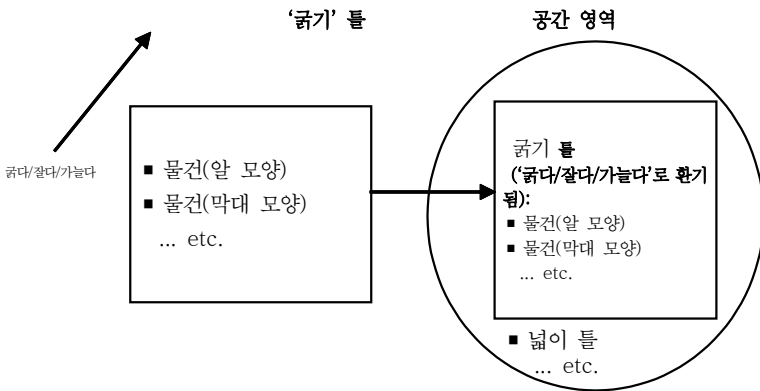 ‘굵기’ 틀
공간 영역
굵다/잘다/가늘다
▪ 물건(알 모양)
▪ 물건(막대 모양)
... etc.
굵기 틀
(‘굵다/잘다/가늘다’로 환기
됨):
▪ 물건(알 모양)
▪ 물건(막대 모양)
... etc.
▪ 넓이 틀
... etc.